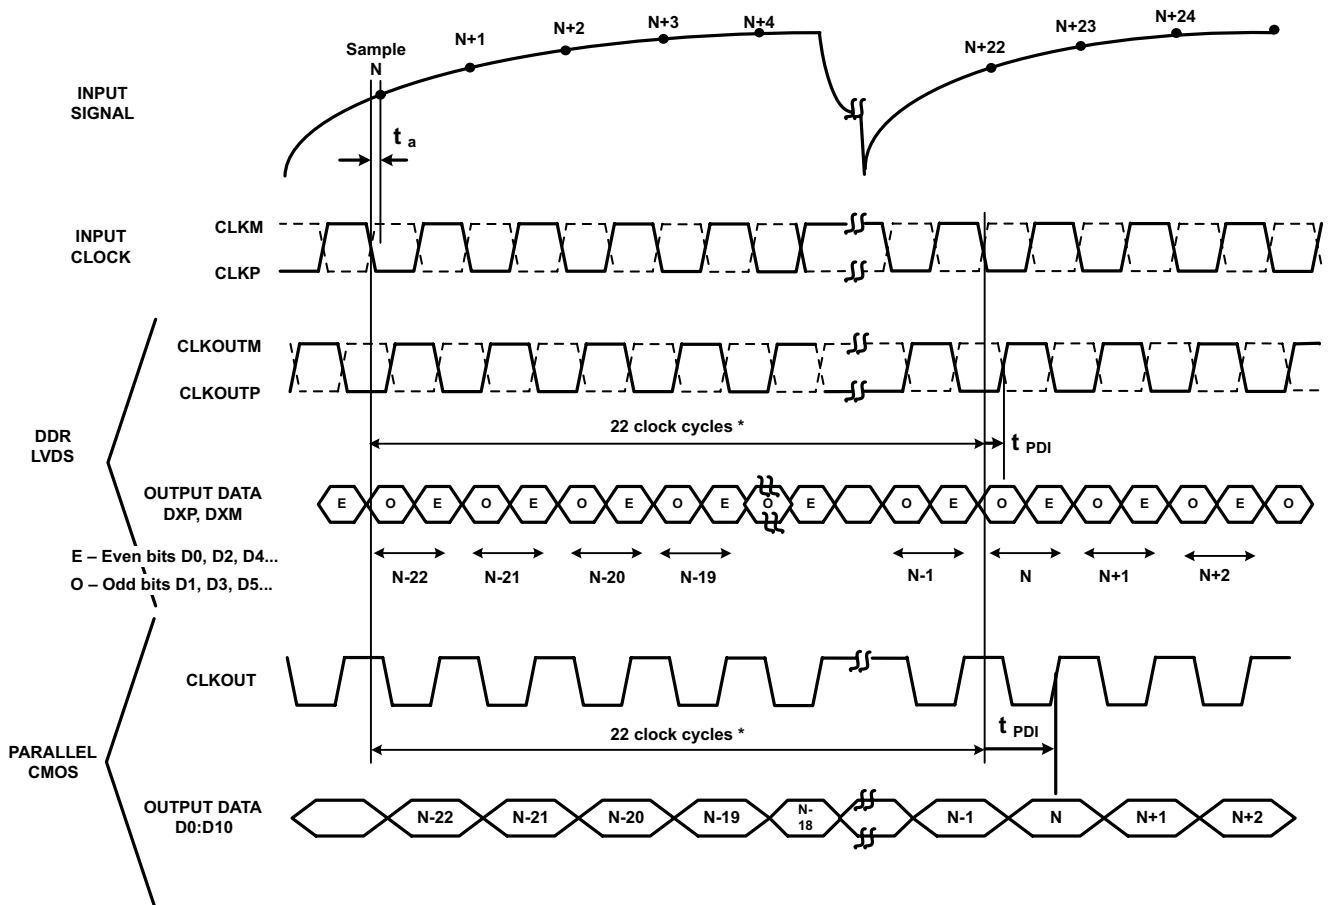 N+1
N+2
N+3
N+4
N+22
N+23
N+24
Sample
N
INPUT
SIGNAL
t a
INPUT
CLOCK
CLKM
CLKP
CLKOUTM
CLKOUTP
22 clock cycles *
t PDI
DDR
LVDS
OUTPUT DATA
DXP, DXM
E O E O E O E O E O E O E O E O E O E O
E – Even bits D0, D2, D4...
O – Odd bits D1, D3, D5...
N-22
N-21
N-20
N-19
N-1
N
N+1
N+2
CLKOUT
22 clock cycles *
t PDI
PARALLEL
CMOS
OUTPUT DATA
D0:D10
N-22
N-21
N-20
N-19
N-
18
N-1
N
N+1
N+2